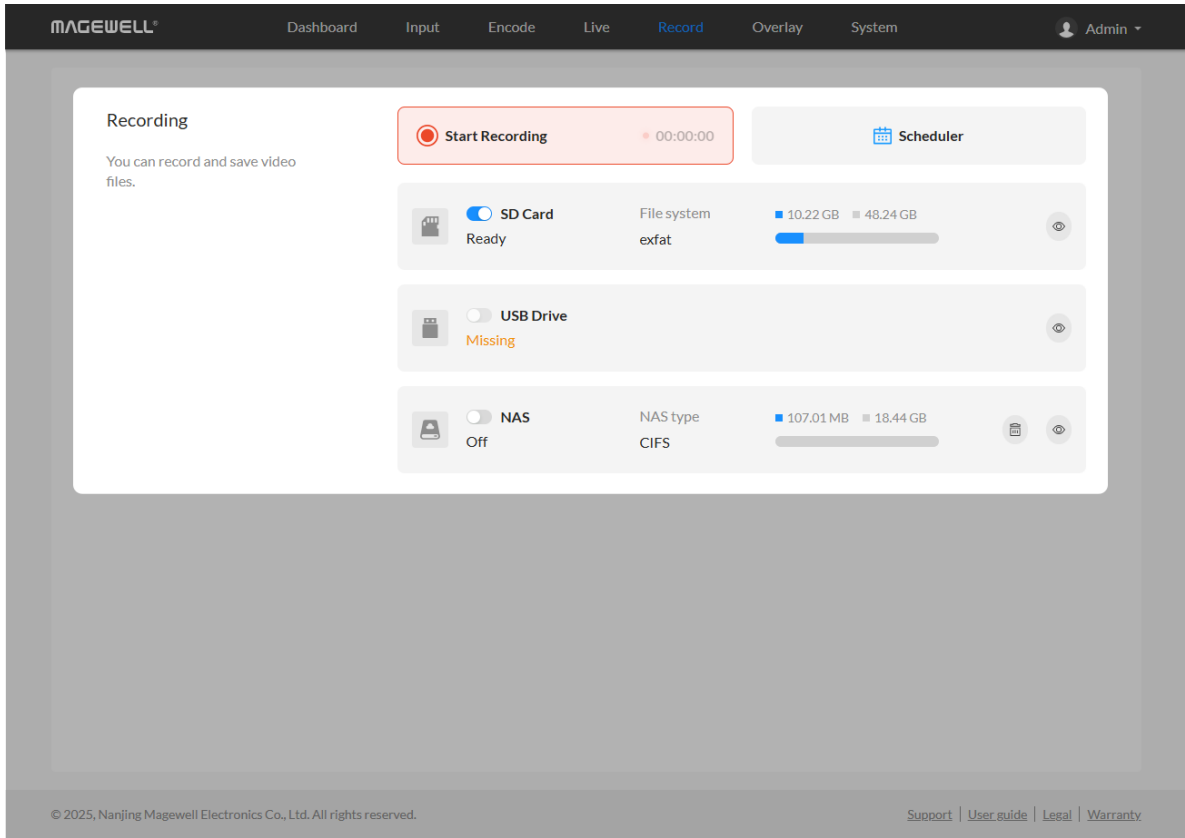 MAGEWELL®
Dashboard Input Encode Live Record Overlay System Admin
Recording
You can record and save video
files.
Start Recording 00:00:00
Scheduler
SD Card
Ready
File system
exfat
10.22 GB 48.24 GB
USB Drive
Missing
NAS
Off
NAS type
CIFS
107.01 MB 18.44 GB
© 2025, Nanjing Magewell Electronics Co., Ltd. All rights reserved.
Support | User guide | Legal | Warranty